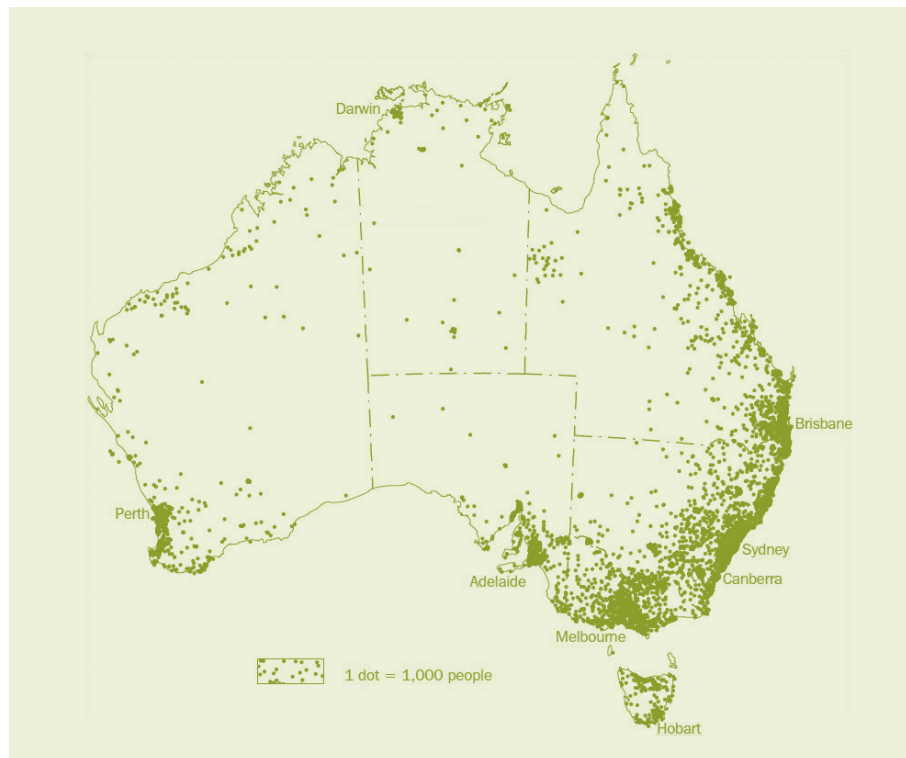 Darwin
Brisbane
Perth
Sydney
Adelaide
Canberra
Melbourne
1 dot = 1,000 people
Hobart